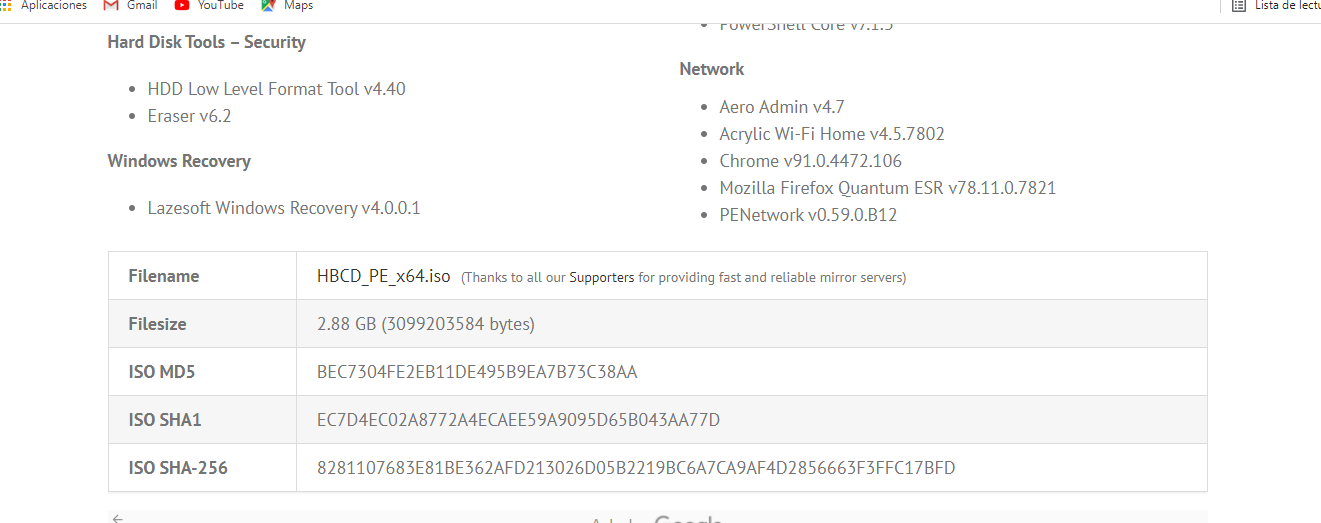 Aplicaciones Gmail YouTube Maps Lista de lectu
Hard Disk Tools – Security
• HDD Low Level Format Tool v4.40
• Eraser v6.2
Windows Recovery
• Lazesoft Windows Recovery v4.0.0.1
• PowerShell Core v7.1.3
Network
• Aero Admin v4.7
• Acrylic Wi-Fi Home v4.5.7802
• Chrome v91.0.4472.106
• Mozilla Firefox Quantum ESR v78.11.0.7821
• PENetwork v0.59.0.B12
Filename HBCD_PE_x64.iso (Thanks to all our Supporters for providing fast and reliable mirror servers)
Filesize 2.88 GB (3099203584 bytes)
ISO MD5 BEC7304FE2EB11DE495B9EA7B73C38AA
ISO SHA1 EC7D4EC02A8772A4ECAEE59A9095D65B043AA77D
ISO SHA-256 8281107683E81BE362AFD213026D05B2219BC6A7CA9AF4D2856663F3FFC17BFD
Google